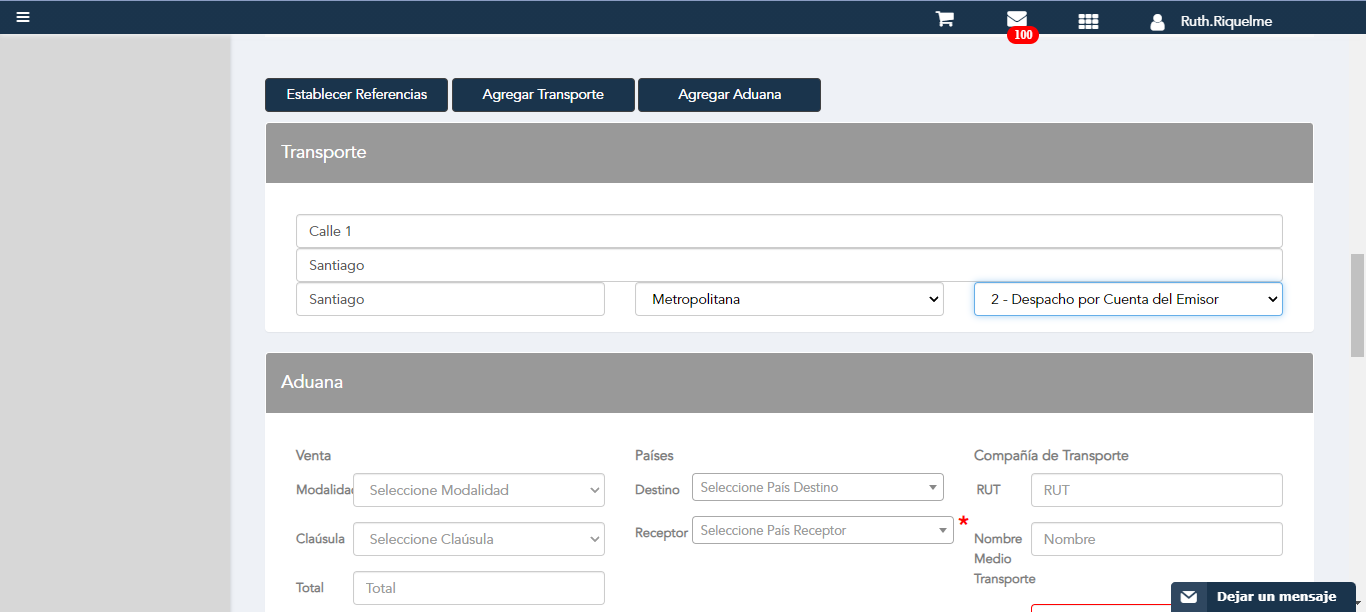 Ruth.Riquelme
100
Establecer Referencias Agregar Transporte Agregar Aduana
Transporte
Calle 1
Santiago
Santiago Metropolitana 2 - Despacho por Cuenta del Emisor
Aduana
Venta Países Compañía de Transporte
Modalidad Seleccione Modalidad Destino Seleccione País Destino RUT RUT
Receptor Seleccione País Receptor *
Claúsula Seleccione Claúsula Nombre Nombre
Medio
Transporte
Total Total
Dejar un mensaje